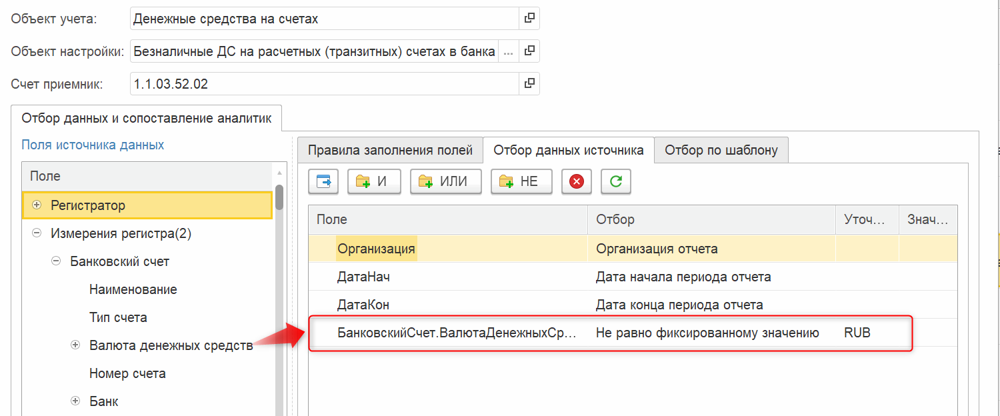 Объект учета: Денежные средства на счетах
Объект настройки: Безналичные ДС на расчетных (транзитных) счетах в банка ...
Счет приемник: 1.1.03.52.02
Отбор данных и сопоставление аналитик
Поля источника данных
Поле
Регистратор
Измерения регистра(2)
Банковский счет
Наименование
Тип счета
Валюта денежных средств
Номер счета
Банк
Правила заполнения полей Отбор данных источника Отбор по шаблону
И ИЛИ НЕ
Поле Отбор Уточ... Знач...
Организация Организация отчета
ДатаНач Дата начала периода отчета
ДатаКон Дата конца периода отчета
БанковскийСчет.ВалютаДенежныхСр... Не равно фиксированному значению RUB